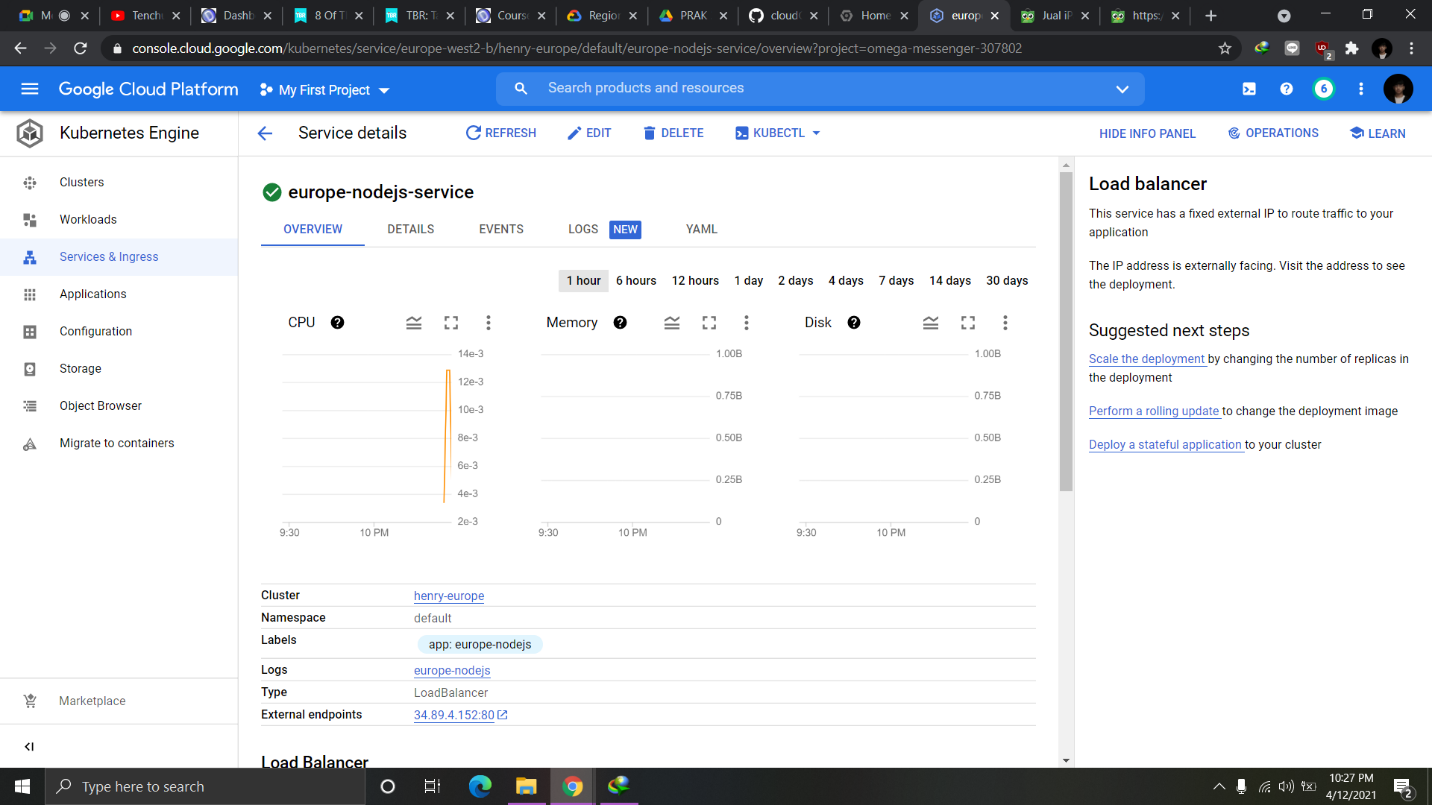 M
Tench
Dashb
8 Of T
TBR: T
Course
Region
PRAK
cloud
Home
europ
Jual iP
https:/
console.cloud.google.com/kubernetes/service/europe-west2-b/henry-europe/default/europe-nodejs-service/overview?project=omega-messenger-307802
2
Google Cloud Platform
My First Project
Search products and resources
6
Kubernetes Engine
Service details
REFRESH
EDIT
DELETE
KUBECTL
HIDE INFO PANEL
OPERATIONS
LEARN
Clusters
Workloads
Services & Ingress
Applications
Configuration
Storage
Object Browser
Migrate to containers
Marketplace
europe-nodejs-service
OVERVIEW
DETAILS
EVENTS
LOGS NEW
YAML
1 hour 6 hours 12 hours 1 day 2 days 4 days 7 days 14 days 30 days
CPU
14e-3
12e-3
10e-3
8e-3
6e-3
4e-3
2e-3
9:30 10 PM
Memory
1.00B
0.75B
0.50B
0.25B
0
9:30 10 PM
Disk
1.00B
0.75B
0.50B
0.25B
0
9:30 10 PM
Cluster henry-europe
Namespace default
Labels app: europe-nodejs
Logs europe-nodejs
Type LoadBalancer
External endpoints 34.89.4.152:80
Load Balancer
Load balancer
This service has a fixed external IP to route traffic to your
application
The IP address is externally facing. Visit the address to see
the deployment.
Suggested next steps
Scale the deployment by changing the number of replicas in
the deployment
Perform a rolling update to change the deployment image
Deploy a stateful application to your cluster
Type here to search
10:27 PM
4/12/2021
2